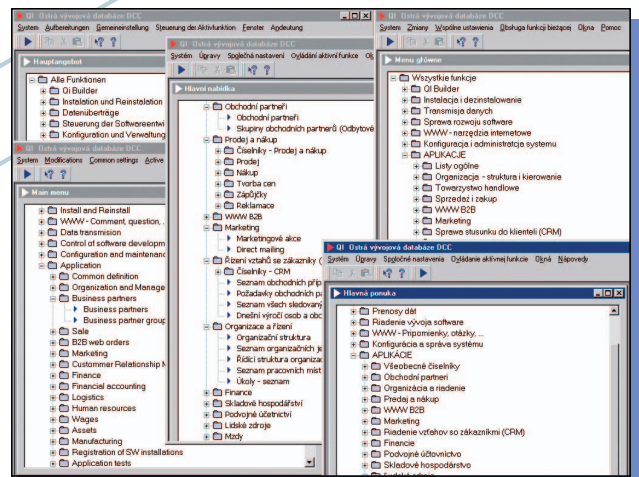 QI Ostrá vývojová databáze DCC
System Aufbereitungen Gemeineinstellung Steuerung der Aktivfunktion Fenster Andeutung
Hauptangebot
Alle Funktionen
Qi Builder
Instalation und Reinstalation
Datenüberträge
Steuerung der Softwareentwi
Konfiguration und Verwaltung
QI Ostrá vývojová databáze DCC
System Modifications Common settings Active
Main menu
Install and Reinstall
WWW - Comment, question,
Data transmision
Control of software developm
Configuration and maintenanc
Application
Common definition
Organization and Manage
Business partners
Business partners
Business partner group
Sale
B2B web orders
Marketing
Custommer Relationship M
Finance
Financial accounting
Logistics
Human resources
Wages
Assets
Manufacturing
Registration of SW installations
Application tests
QI Ostrá vývojová databáze DCC
Systém Úpravy Společná nastavení Ovládání aktivní funkce
Hlavní nabídka
Obchodní partneři
Obchodní partneři
Skupiny obchodních partnerů (Odbytové
Prodej a nákup
Číselníky - Prodej a nákup
Prodej
Nákup
Tvorba cen
Zápůjčky
Reklamace
WWW B2B
Marketing
Marketingové akce
Direct mailing
Řízení vztahů se zákazníky (
Číselníky - CRM
Seznam obchodních příp
Požadavky obchodních pa
Seznam všech sledovaný
Dnešní výročí osob a obc
Organizace a řízení
Organizační struktura
Seznam organizačních je
Řídící struktura organizac
Seznam pracovních míst
Úkoly - seznam
Finance
Skladové hospodářství
Podvojné účetnictví
Lidské zdroje
Mzdy
QI Ostrá vývojová databáze DCC
System Zmiany Wspólne ustawienia Obsługa funkcji bieżącej Okna Pomoc
Menu główne
Wszystkie funkcje
QI Builder
Instalacja i dezinstalowanie
Transmisja danych
Sprawa rozwoju software
WWW - narzędzia internetowe
Konfiguracja i administratcja systemu
APLIKACJE
Listy ogólne
Organizacja - struktura i kierowanie
Towarzystwo handlowe
Sprzedaż i zakup
WWW B2B
Marketing
Sprawa stusunku do klienteli (CRM)
QI Ostrá vývojová databáze DCC
Systém Úpravy Spoločné nastavenia Ovládanie aktívnej funkcie Okná Nápovedy
Hlavná ponuka
Prenosy dát
Riadenie vývoja software
WWW - Pripomienky, otázky, ...
Konfigurácia a správa systému
APLIKÁCIE
Všeobecné číselníky
Obchodní partneri
Organizácia a riadenie
Predaj a nákup
WWW B2B
Marketing
Riadenie vzťahov so zákazníkmi (CRM)
Financie
Podvojné účtovníctvo
Skladové hospodárstvo